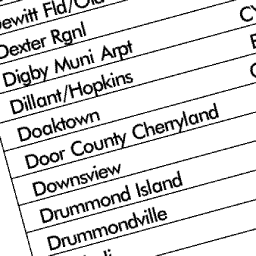 Dexter Rgnl
Digby Muni Arpt
Dillant/Hopkins
Doaktown
Door County Cherryland
Downsview
Drummond Island
Drummondville